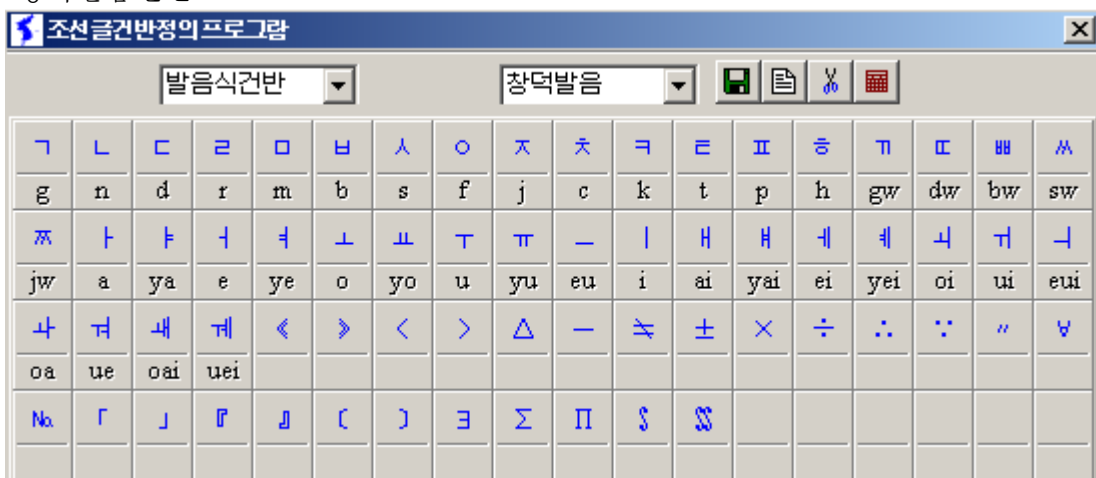 조선글건반정의프로그람
발음식건반 창덕발음
ㄱ ㄴ ㄷ ㄹ ㅁ ㅂ ㅅ ㅇ ㅈ ㅊ ㅋ ㅌ ㅍ ㅎ ㄲ ㄸ ㅃ ㅆ
g n d r m b s f j c k t p h gw dw bw sw
ㅉ ㅏ ㅑ ㅓ ㅕ ㅗ ㅛ ㅜ ㅠ ㅡ ㅣ ㅐ ㅒ ㅔ ㅖ ㅚ ㅟ ㅢ
jw a ya e ye o yo u yu eu i ai yai ei yei oi ui eui
ㅘ ㅝ ㅙ ㅞ 《 》 〈 〉 △ — ≒ ± × ÷ ∴ ∵ 〃 ∀
oa ue oai uei
№ 「 」 『 』 〔 〕 ∃ Σ Π